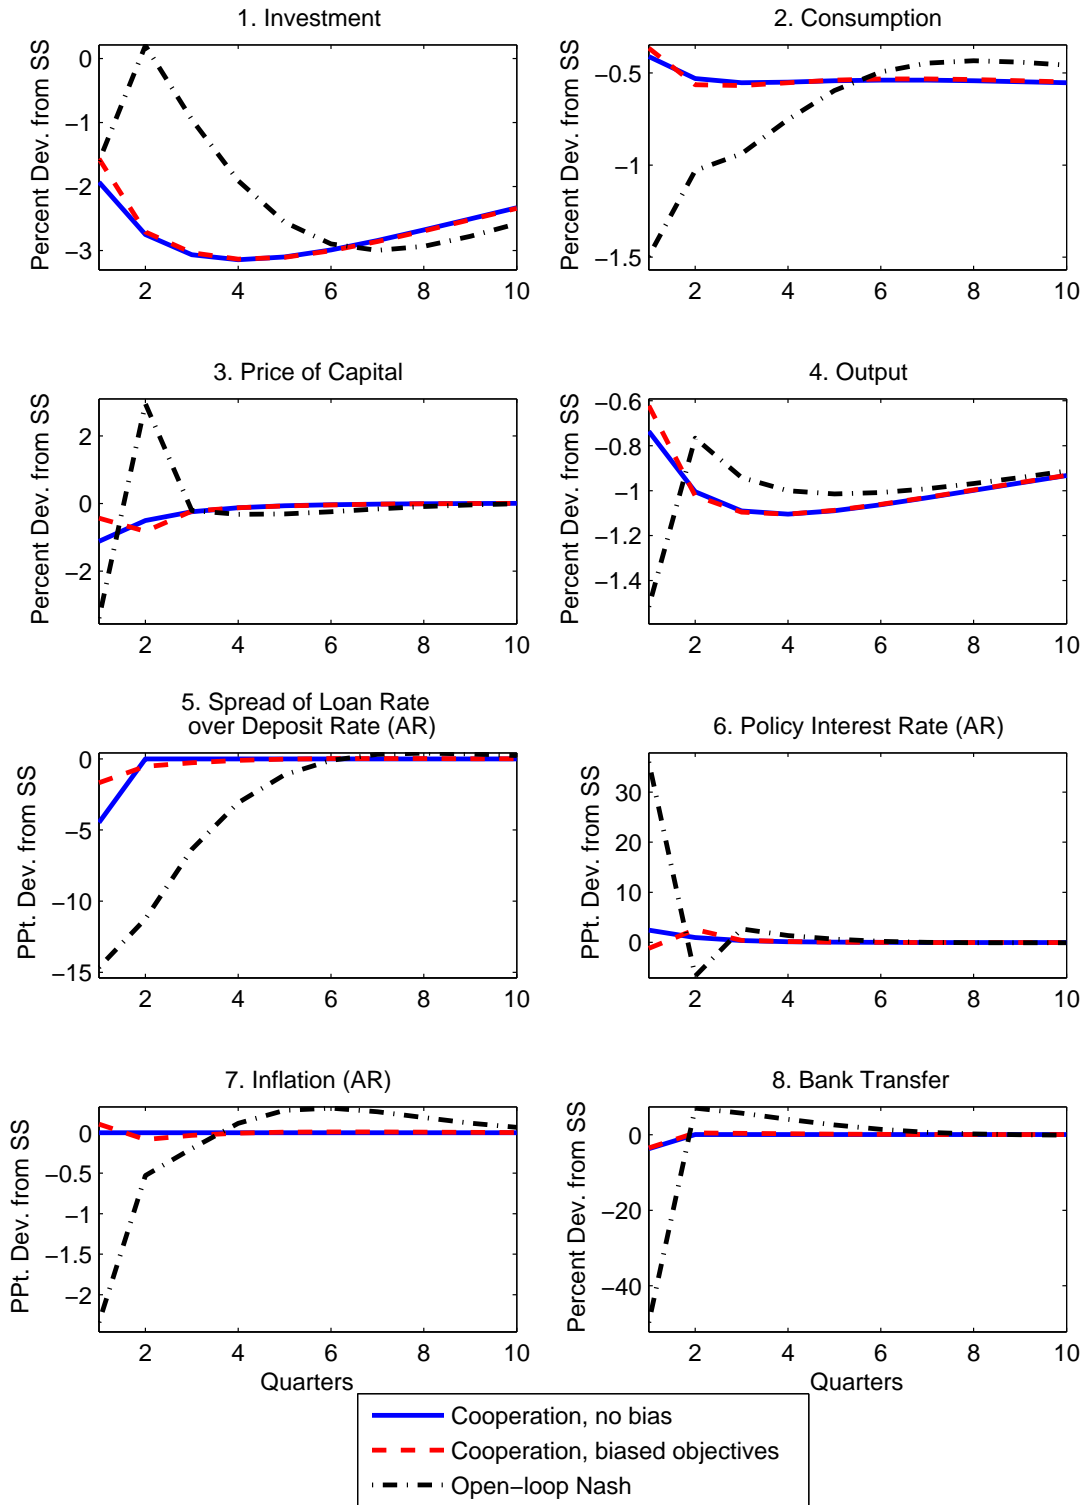 1. Investment
Percent Dev. from SS
0
−1
−2
−3
2 4 6 8 10
2. Consumption
Percent Dev. from SS
−0.5
−1
−1.5
2 4 6 8 10
3. Price of Capital
Percent Dev. from SS
2
0
−2
2 4 6 8 10
4. Output
Percent Dev. from SS
−0.6
−0.8
−1
−1.2
−1.4
2 4 6 8 10
5. Spread of Loan Rate
over Deposit Rate (AR)
PPt. Dev. from SS
0
−5
−10
−15
2 4 6 8 10
6. Policy Interest Rate (AR)
PPt. Dev. from SS
30
20
10
0
2 4 6 8 10
7. Inflation (AR)
PPt. Dev. from SS
0
−0.5
−1
−1.5
−2
2 4 6 8 10
Quarters
8. Bank Transfer
Percent Dev. from SS
0
−20
−40
2 4 6 8 10
Quarters
Cooperation, no bias
Cooperation, biased objectives
Open−loop Nash